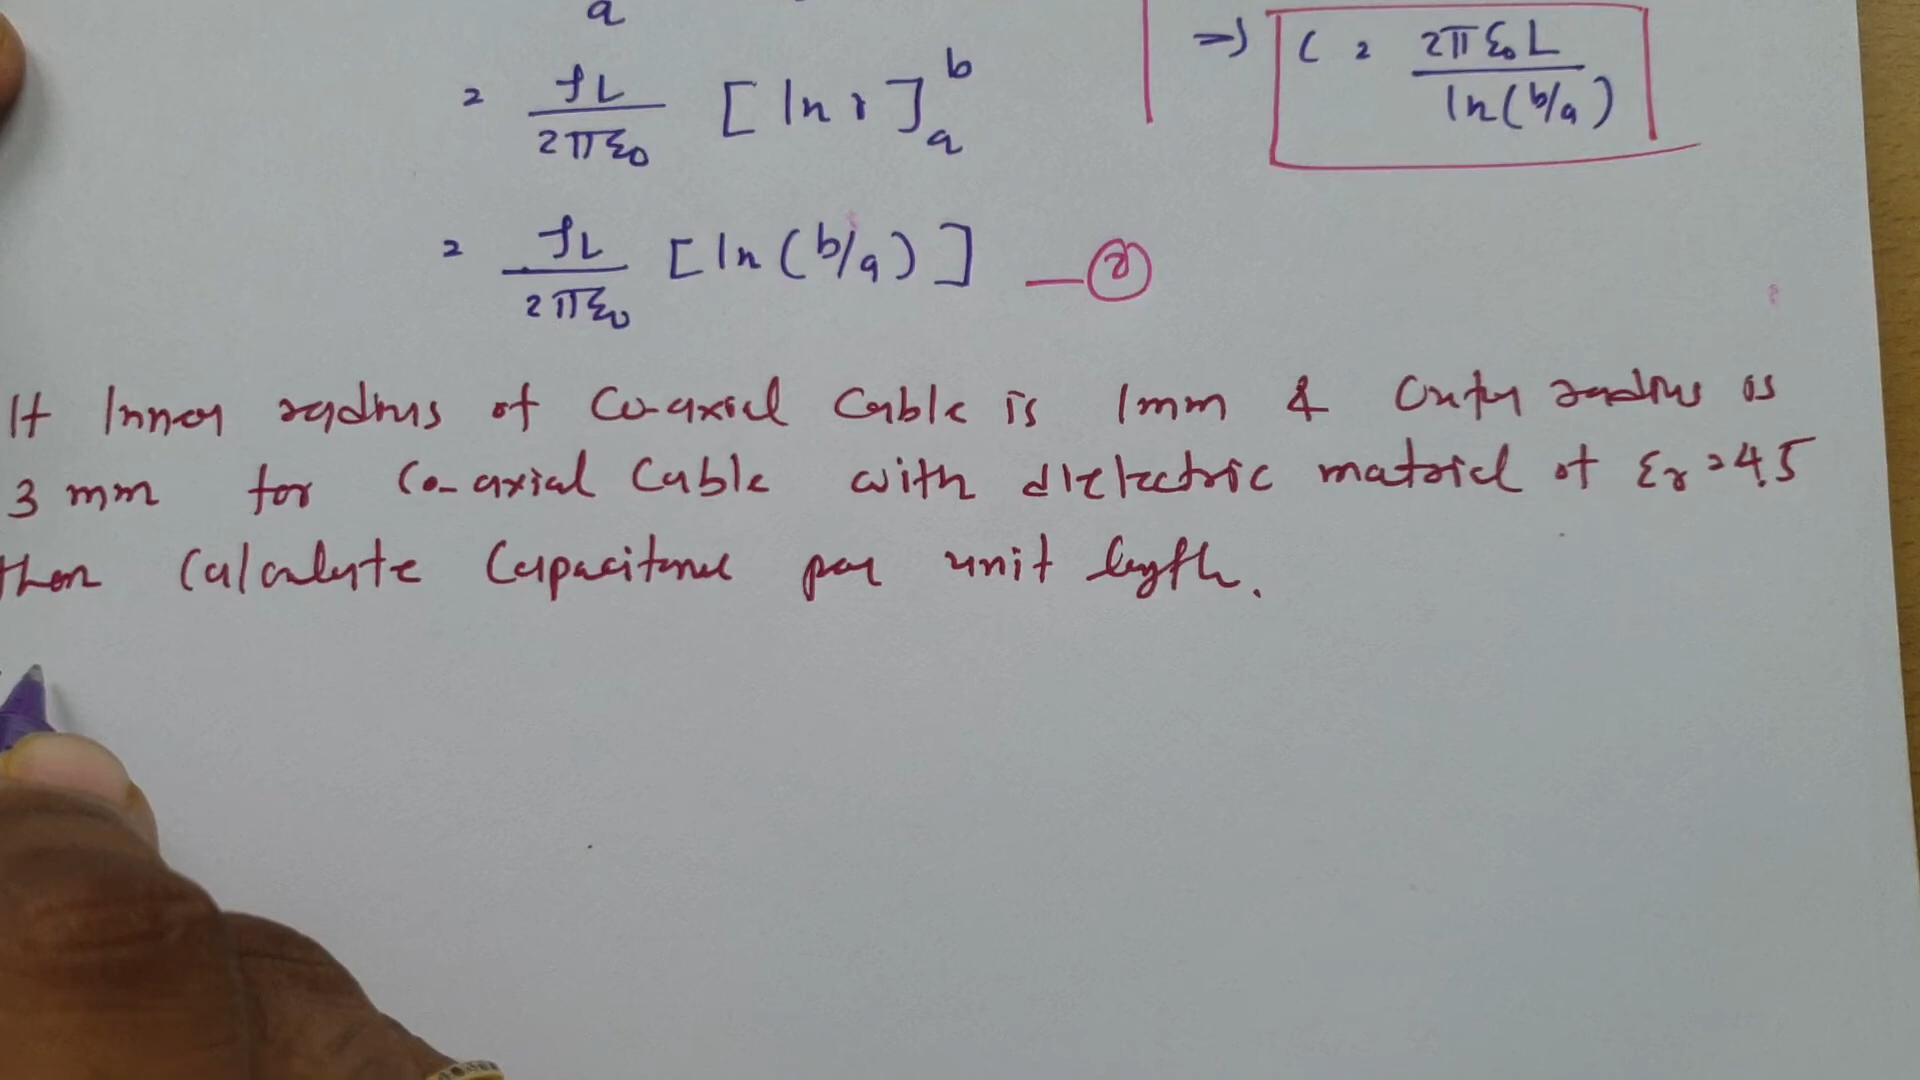 a
= ρL / 2πε0 [ln r]_a^b
=> C = 2πε0L / ln(b/a)
= ρL / 2πε0 [ln(b/a)] — ②
If Inner radius of Co-axial Cable is 1mm & Outer radius is
3 mm for Co-axial Cable with dielectric material of εr = 4.5
then Calculate Capacitance per unit length.